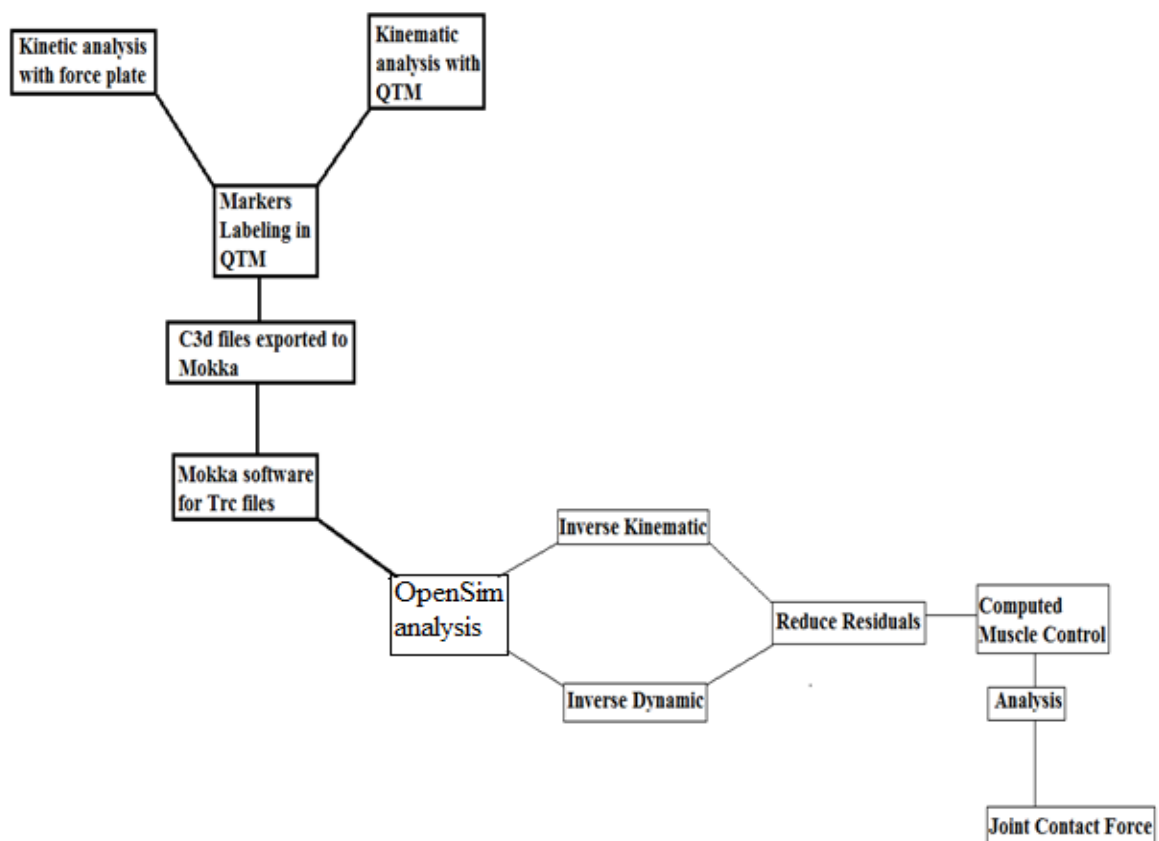 Kinetic analysis
with force plate
Kinematic
analysis with
QTM
Markers
Labeling in
QTM
C3d files exported to
Mokka
Mokka software
for Trc files
OpenSim
analysis
Inverse Kinematic
Inverse Dynamic
Reduce Residuals
Computed
Muscle Control
Analysis
Joint Contact Force